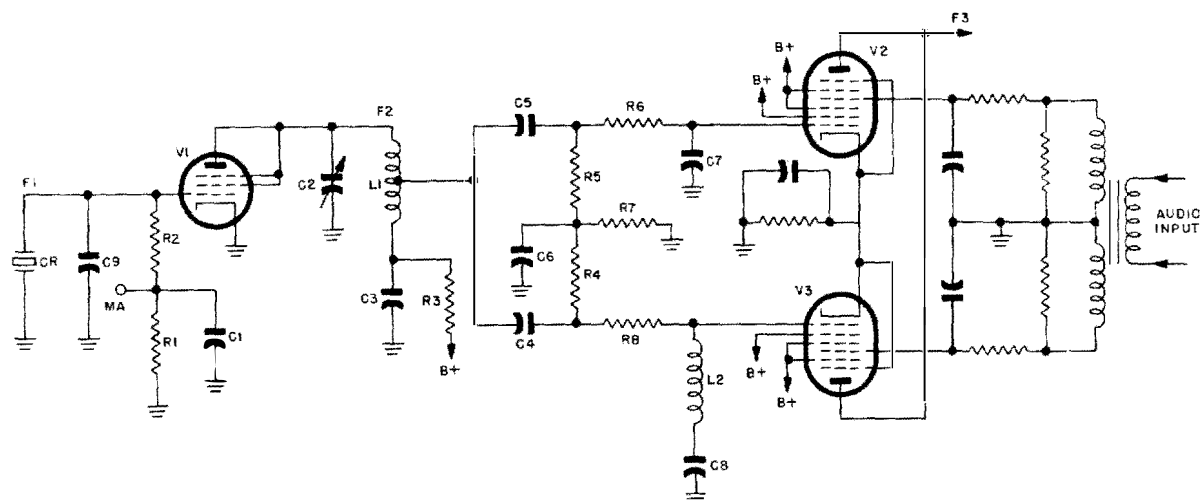 F3
B+
V2
B+
F2
C5
R6
V1
C2
L1
C7
F1
R5
R2
R7
AUDIO
INPUT
CR
C9
C6
R4
C3
R3
V3
MA
R1
C1
C4
R8
B+
B+
L2
B+
C8